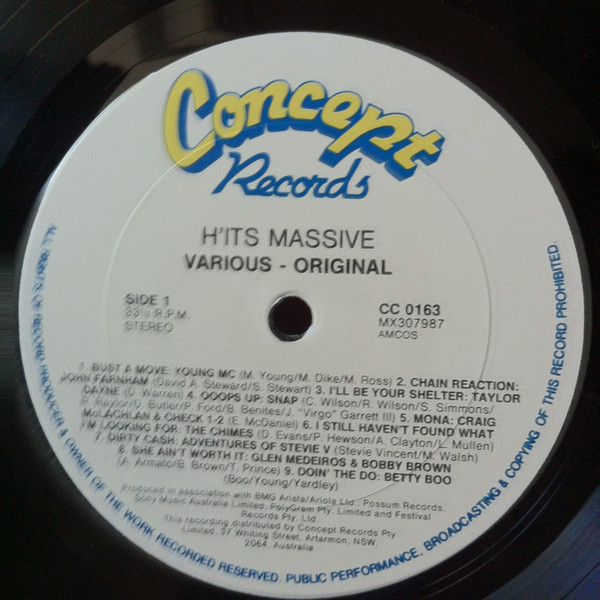 Concept
Records
H'ITS MASSIVE
VARIOUS - ORIGINAL
SIDE 1
33⅓ R.P.M.
STEREO
CC 0163
MX307987
AMCOS
1. BUST A MOVE: YOUNG MC (M. Young/M. Dike/M. Ross) 2. CHAIN REACTION:
JOHN FARNHAM (David A. Steward/S. Stewart) 3. I'LL BE YOUR SHELTER: TAYLOR
DAYNE (D. Warren) 4. OOOPS UP: SNAP (C. Wilson/R. Wilson/S. Simmons/
R. Taylor/D. Butler/P. Ford/B. Benites/J. "Virgo" Garrett III) 5. MONA: CRAIG
McLACHLAN & CHECK 1-2 (E. McDaniel) 6. I STILL HAVEN'T FOUND WHAT
I'M LOOKING FOR: THE CHIMES (D. Evans/P. Hewson/A. Clayton/L. Mullen)
7. DIRTY CASH: ADVENTURES OF STEVIE V (Stevie Vincent/M. Walsh)
8. SHE AIN'T WORTH IT: GLEN MEDEIROS & BOBBY BROWN
(A. Armato/B. Brown/T. Prince) 9. DOIN' THE DO: BETTY BOO
(Boo/Young/Yardley)
Produced in association with BMG Arista/Ariola Ltd., Possum Records,
Sony Music Australia Limited, PolyGram Pty. Limited and Festival
Records Pty. Ltd.
This recording distributed by Concept Records Pty
Limited, 37 Whiting Street, Artarmon, NSW,
2064, Australia
ALL RIGHTS OF RECORD PRODUCER & OWNER OF THE WORK RECORDED RESERVED. PUBLIC PERFORMANCE, BROADCASTING & COPYING OF THIS RECORD PROHIBITED.